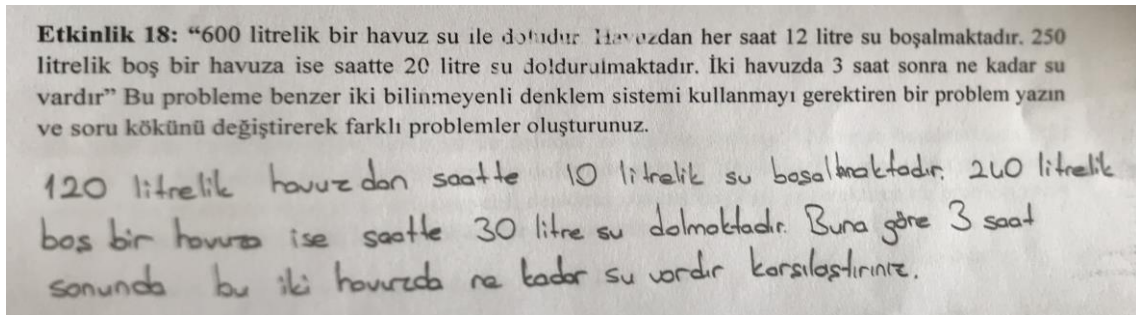 Etkinlik 18: “600 litrelik bir havuz su ile doludur Havuzdan her saat 12 litre su boşalmaktadır. 250
litrelik boş bir havuza ise saatte 20 litre su doldurulmaktadır. İki havuzda 3 saat sonra ne kadar su
vardır” Bu probleme benzer iki bilinmeyenli denklem sistemi kullanmayı gerektiren bir problem yazın
ve soru kökünü değiştirerek farklı problemler oluşturunuz.
120 litrelik havuzdan saatte 10 litrelik su boşaltmaktadır. 240 litrelik
boş bir havuza ise saatte 30 litre su dolmaktadır. Buna göre 3 saat
sonunda bu iki havuzda ne kadar su vardır karşılaştırınız.